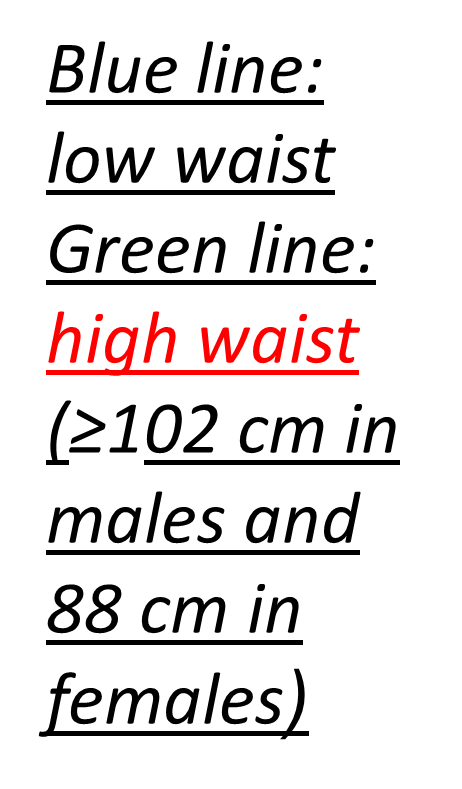 Blue line:
low waist
Green line:
high waist
(≥102 cm in
males and
88 cm in
females)